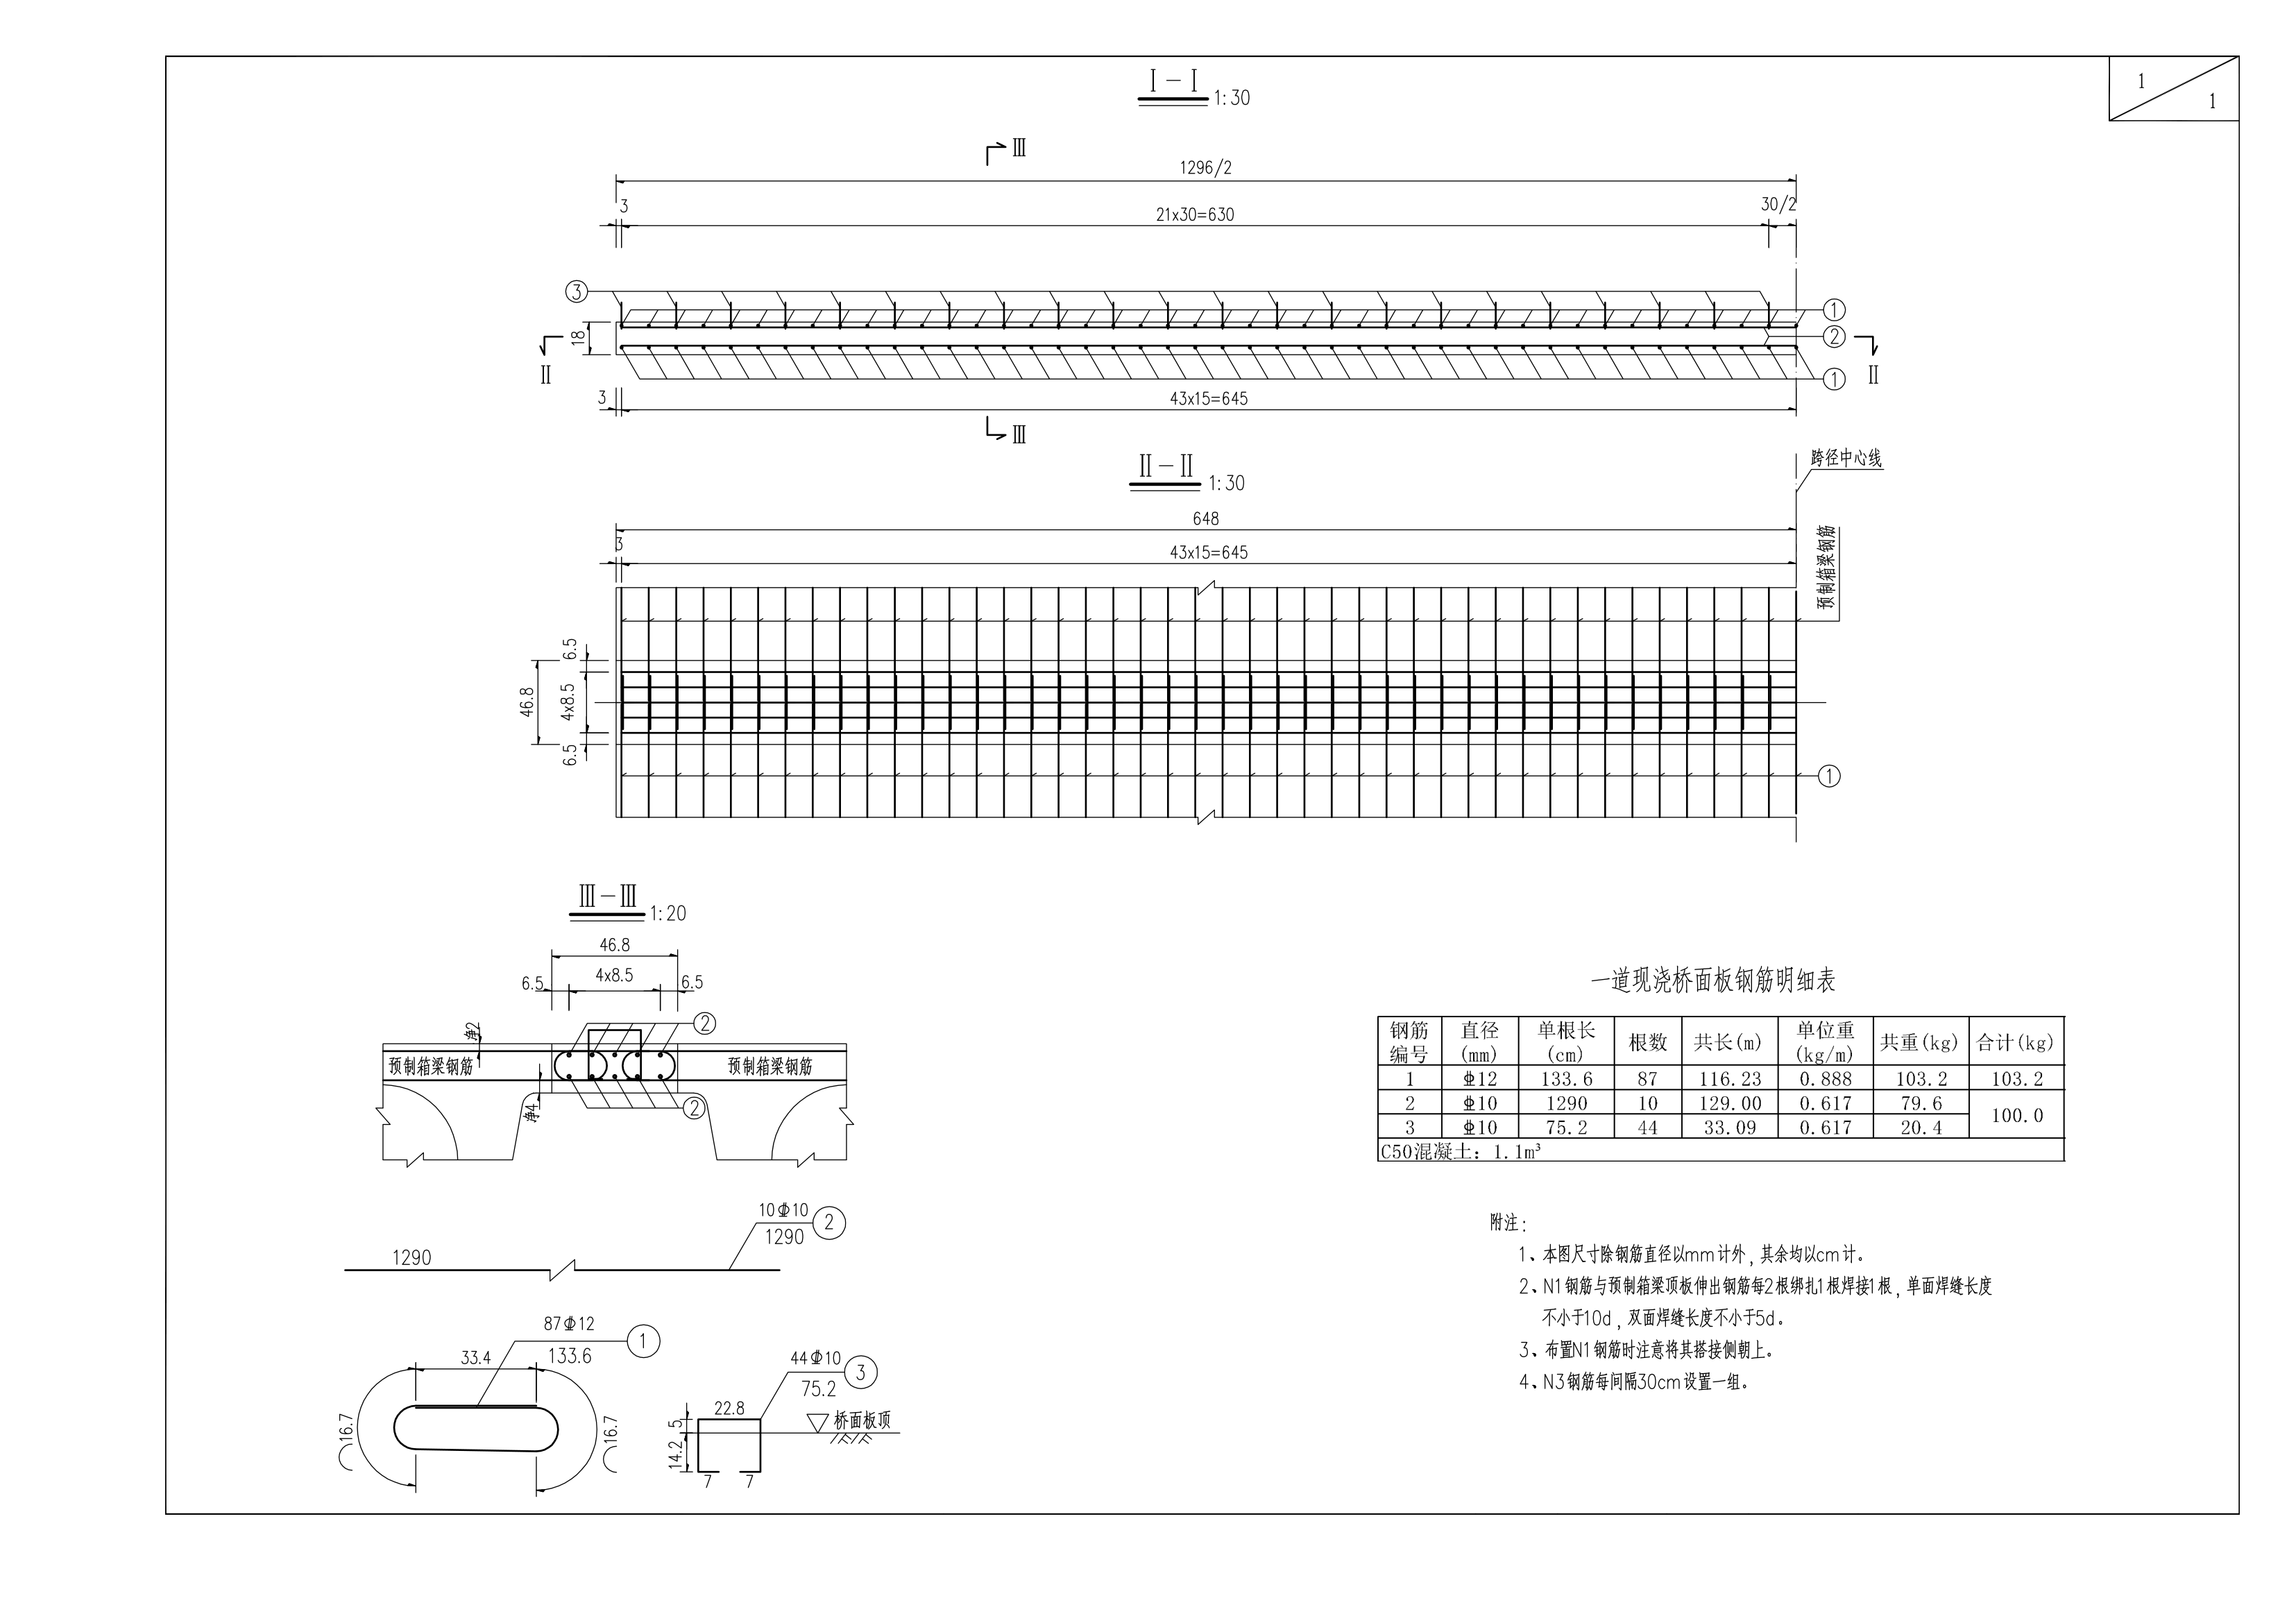 1
1
Ⅰ—Ⅰ 1:30
Ⅲ
1296/2
3
21x30=630
30/2
③
①
②
①
18
Ⅱ
Ⅱ
3
43x15=645
Ⅲ
Ⅱ—Ⅱ 1:30
跨径中心线
648
3
43x15=645
预制箱梁钢筋
6.5
46.8
4x8.5
6.5
①
Ⅲ—Ⅲ 1:20
46.8
6.5
4x8.5
6.5
②
净2
预制箱梁钢筋
预制箱梁钢筋
净4
②
10Φ10
1290
②
1290
87Φ12
133.6
①
33.4
16.7
16.7
44Φ10
75.2
③
22.8
5
14.2
7
7
桥面板顶
一道现浇桥面板钢筋明细表
钢筋编号 直径(mm) 单根长(cm) 根数 共长(m) 单位重(kg/m) 共重(kg) 合计(kg)
1 Φ12 133.6 87 116.23 0.888 103.2 103.2
2 Φ10 1290 10 129.00 0.617 79.6 100.0
3 Φ10 75.2 44 33.09 0.617 20.4
C50混凝土: 1.1m³
附注:
1、本图尺寸除钢筋直径以mm计外,其余均以cm计。
2、N1钢筋与预制箱梁顶板伸出钢筋每2根绑扎1根焊接1根,单面焊缝长度
不小于10d,双面焊缝长度不小于5d。
3、布置N1钢筋时注意将其搭接侧朝上。
4、N3钢筋每间隔30cm设置一组。